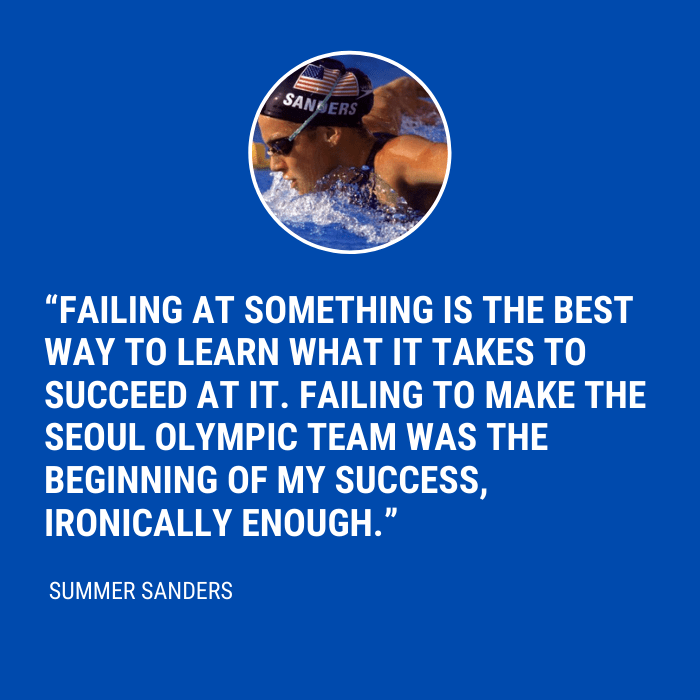 SANDERS
“FAILING AT SOMETHING IS THE BEST
WAY TO LEARN WHAT IT TAKES TO
SUCCEED AT IT. FAILING TO MAKE THE
SEOUL OLYMPIC TEAM WAS THE
BEGINNING OF MY SUCCESS,
IRONICALLY ENOUGH.”
SUMMER SANDERS